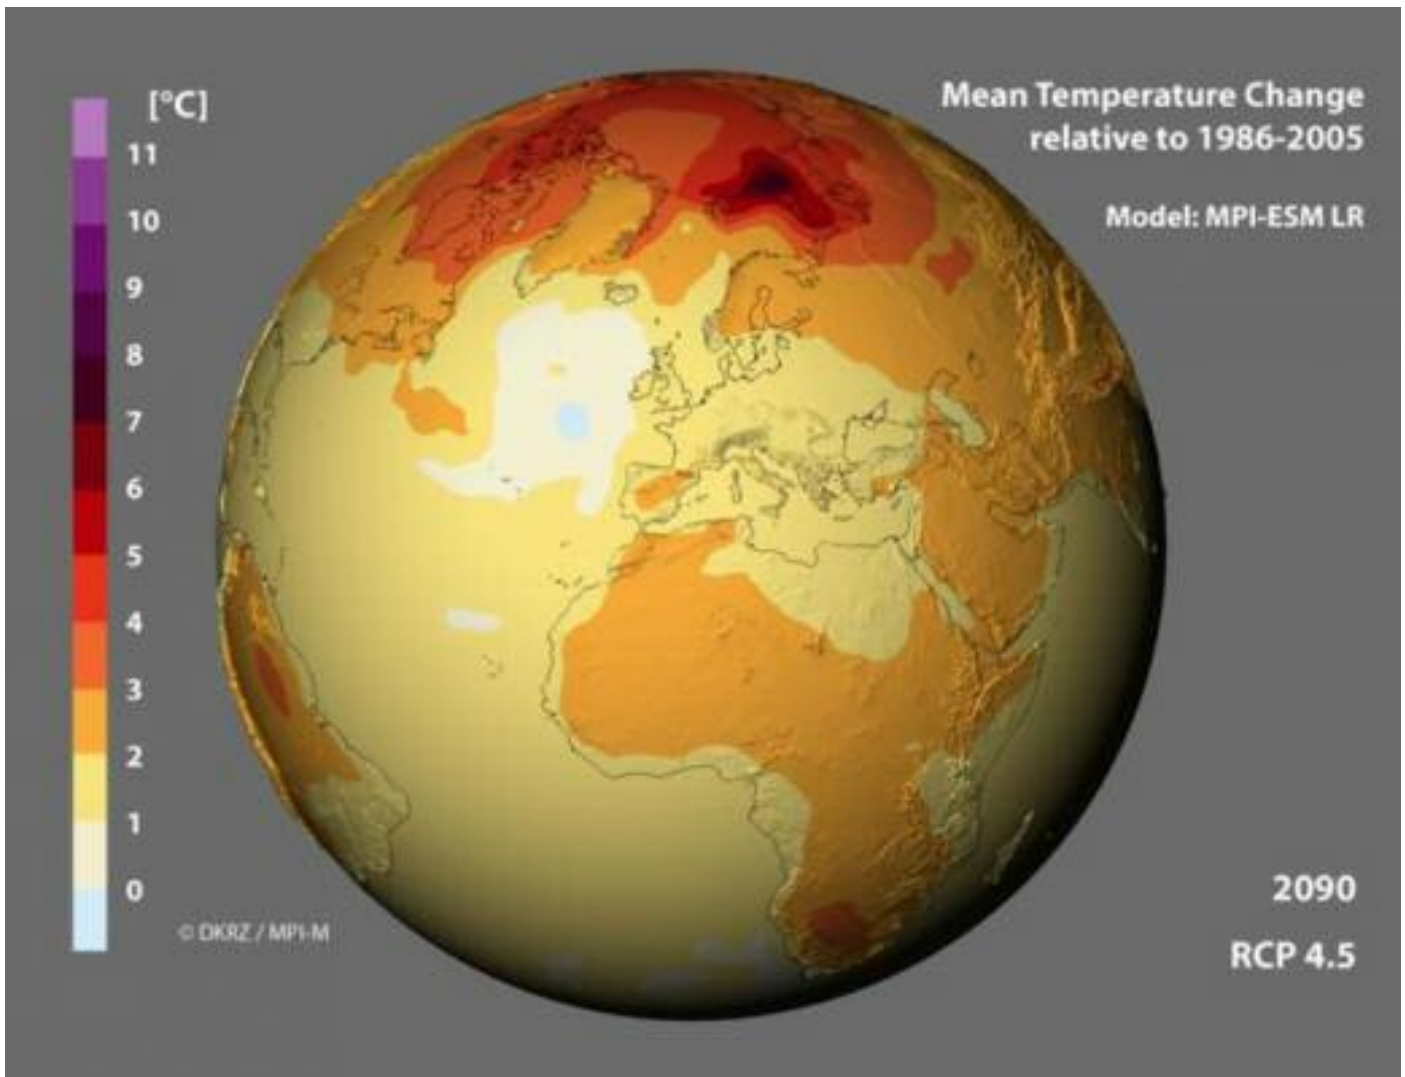 [°C]
11
10
9
8
7
6
5
4
3
2
1
0
© DKRZ / MPI-M
Mean Temperature Change
relative to 1986-2005
Model: MPI-ESM LR
2090
RCP 4.5